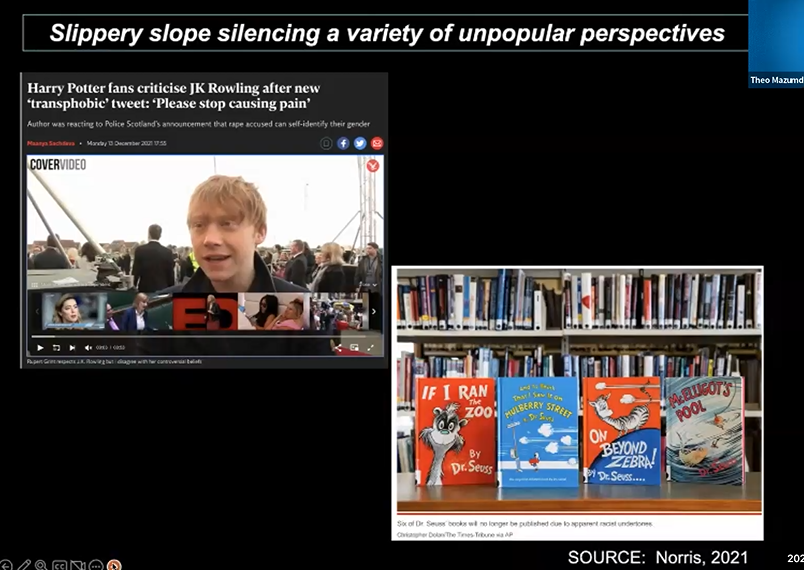 Slippery slope silencing a variety of unpopular perspectives
Theo Mazumd
Harry Potter fans criticise JK Rowling after new
‘transphobic’ tweet: ‘Please stop causing pain’
Author was reacting to Police Scotland’s announcement that rape accused can self-identify their gender
Maanya Sachdeva • Monday 13 December 2021 17:55
COVERVIDEO
Rupert Grint respects J.K. Rowling but I disagree with her controversial beliefs
IF I RAN
The
ZOO
By
Dr. Seuss
and to think
That I Saw It on
MULBERRY STREET
Dr. Seuss
ON
BEYOND
ZEBRA!
By Dr. Seuss....
McELLIGOT'S
POOL
Six of Dr. Seuss' books will no longer be published due to apparent racial undertones.
Christopher Dolan/The Times-Tribune via AP
SOURCE: Norris, 2021
202